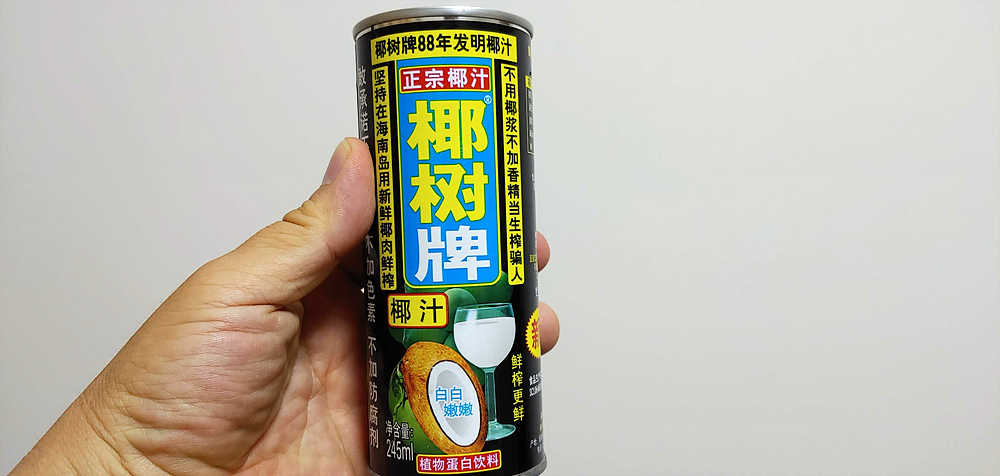 椰树牌88年发明椰汁
正宗椰汁
椰树牌
®
坚持在海南岛用新鲜椰肉鲜榨
不用椰浆不加香精当生榨骗人
椰汁
白白
嫩嫩
鲜榨更鲜
净含量:
245ml
植物蛋白饮料
敢承诺
不加色素 不加防腐剂